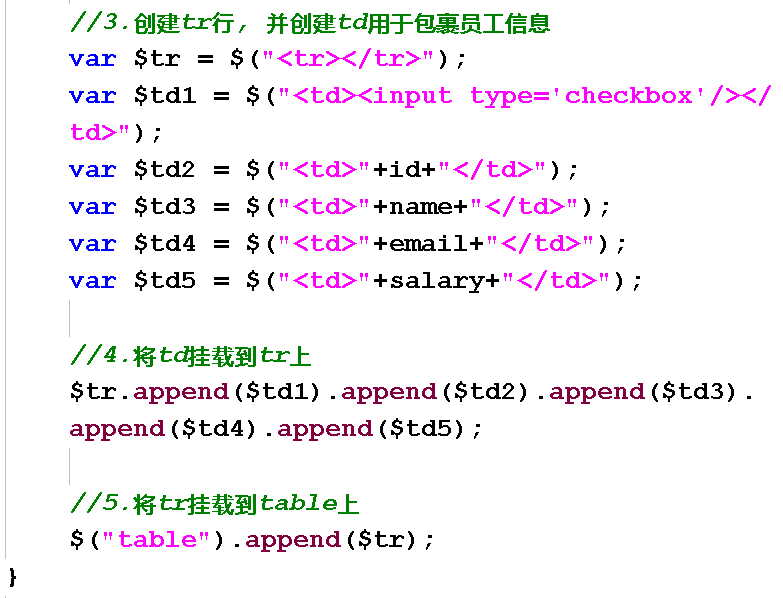 //3.创建tr行, 并创建td用于包裹员工信息
var $tr = $("<tr></tr>");
var $td1 = $("<td><input type='checkbox'/></
td>");
var $td2 = $("<td>"+id+"</td>");
var $td3 = $("<td>"+name+"</td>");
var $td4 = $("<td>"+email+"</td>");
var $td5 = $("<td>"+salary+"</td>");
//4.将td挂载到tr上
$tr.append($td1).append($td2).append($td3).
append($td4).append($td5);
//5.将tr挂载到table上
$("table").append($tr);
}